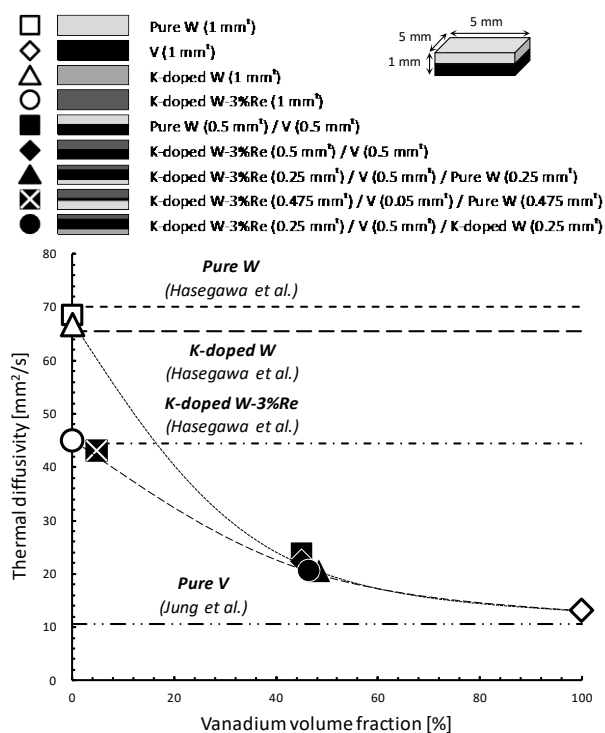 Pure W (1 mmᵗ)
V (1 mmᵗ)
K-doped W (1 mmᵗ)
K-doped W-3%Re (1 mmᵗ)
Pure W (0.5 mmᵗ) / V (0.5 mmᵗ)
K-doped W-3%Re (0.5 mmᵗ) / V (0.5 mmᵗ)
K-doped W-3%Re (0.25 mmᵗ) / V (0.5 mmᵗ) / Pure W (0.25 mmᵗ)
K-doped W-3%Re (0.475 mmᵗ) / V (0.05 mmᵗ) / Pure W (0.475 mmᵗ)
K-doped W-3%Re (0.25 mmᵗ) / V (0.5 mmᵗ) / K-doped W (0.25 mmᵗ)
5 mm
5 mm
1 mm
Pure W
(Hasegawa et al.)
K-doped W
(Hasegawa et al.)
K-doped W-3%Re
(Hasegawa et al.)
Pure V
(Jung et al.)
Thermal diffusivity [mm²/s]
80
70
60
50
40
30
20
10
0
0 20 40 60 80 100
Vanadium volume fraction [%]